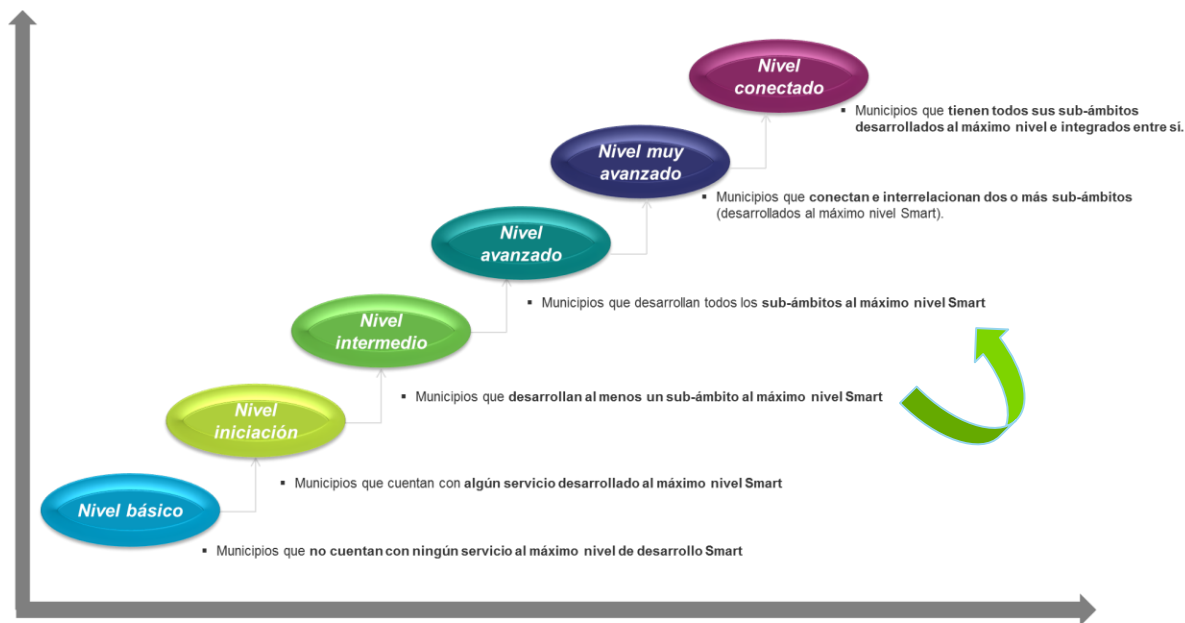 Nivel
conectado
▪ Municipios que tienen todos sus sub-ámbitos
desarrollados al máximo nivel e integrados entre sí.
Nivel muy
avanzado
▪ Municipios que conectan e interrelacionan dos o más sub-ámbitos
(desarrollados al máximo nivel Smart).
Nivel
avanzado
▪ Municipios que desarrollan todos los sub-ámbitos al máximo nivel Smart
Nivel
intermedio
▪ Municipios que desarrollan al menos un sub-ámbito al máximo nivel Smart
Nivel
iniciación
▪ Municipios que cuentan con algún servicio desarrollado al máximo nivel Smart
Nivel básico
▪ Municipios que no cuentan con ningún servicio al máximo nivel de desarrollo Smart